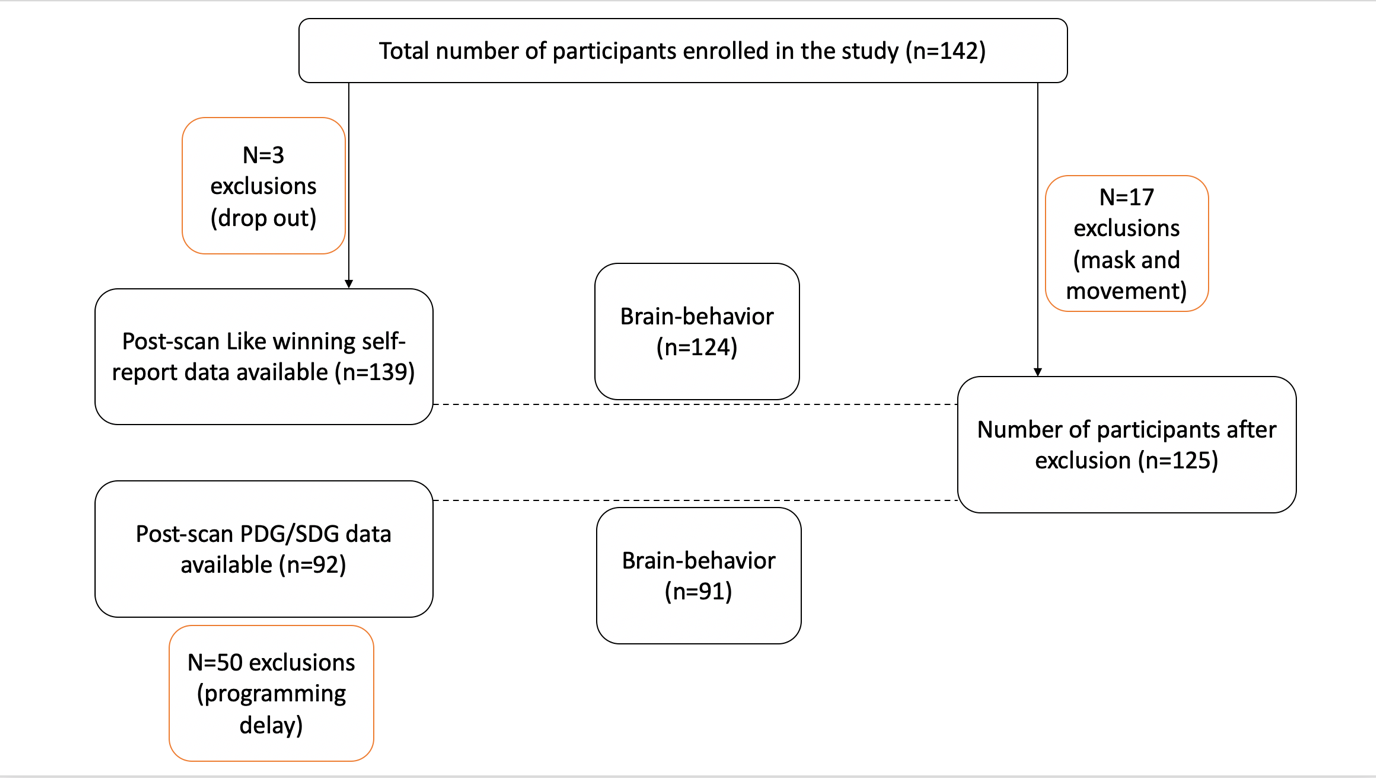 Total number of participants enrolled in the study (n=142)
N=3
exclusions
(drop out)
N=17
exclusions
(mask and
movement)
Post-scan Like winning self-
report data available (n=139)
Brain-behavior
(n=124)
Number of participants after
exclusion (n=125)
Post-scan PDG/SDG data
available (n=92)
Brain-behavior
(n=91)
N=50 exclusions
(programming
delay)